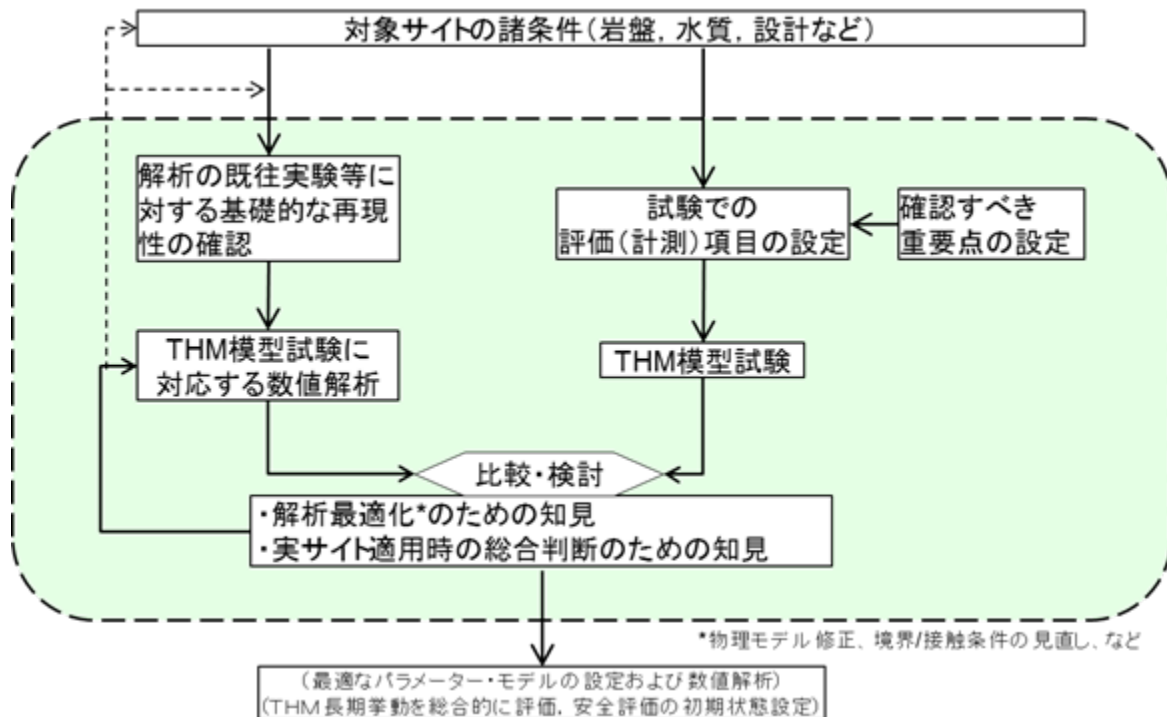 対象サイトの諸条件(岩盤, 水質, 設計など)
解析の既往実験等に
対する基礎的な再現
性の確認
試験での
評価(計測)項目の設定
確認すべき
重要点の設定
THM模型試験に
対応する数値解析
THM模型試験
比較・検討
・解析最適化*のための知見
・実サイト適用時の総合判断のための知見
*物理モデル修正、境界/接触条件の見直し、など
(最適なパラメーター・モデルの設定および数値解析)
(THM長期挙動を総合的に評価, 安全評価の初期状態設定)